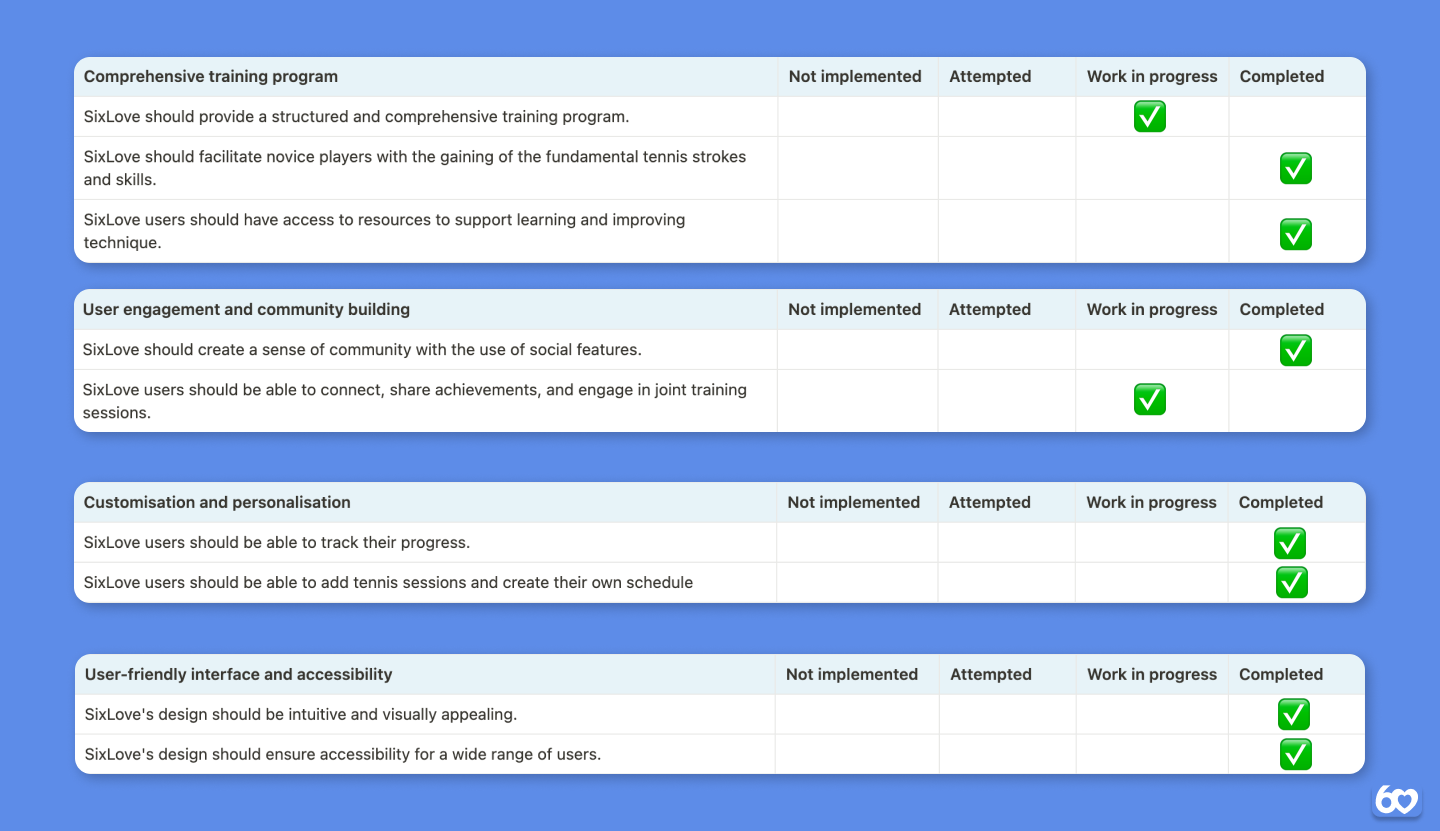 Comprehensive training program Not implemented Attempted Work in progress Completed
SixLove should provide a structured and comprehensive training program.
SixLove should facilitate novice players with the gaining of the fundamental tennis strokes
and skills.
SixLove users should have access to resources to support learning and improving
technique.
User engagement and community building Not implemented Attempted Work in progress Completed
SixLove should create a sense of community with the use of social features.
SixLove users should be able to connect, share achievements, and engage in joint training
sessions.
Customisation and personalisation Not implemented Attempted Work in progress Completed
SixLove users should be able to track their progress.
SixLove users should be able to add tennis sessions and create their own schedule
User-friendly interface and accessibility Not implemented Attempted Work in progress Completed
SixLove's design should be intuitive and visually appealing.
SixLove's design should ensure accessibility for a wide range of users.
6